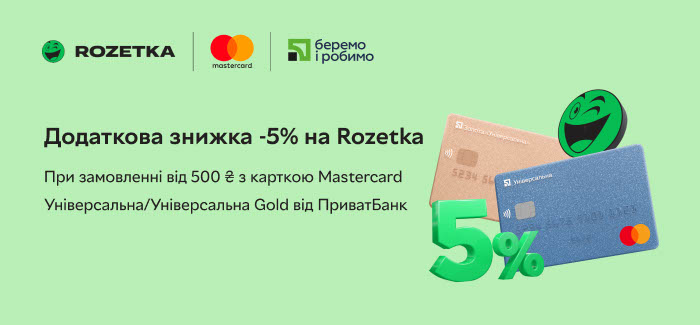 ROZETKA
mastercard
беремо
і робимо
Додаткова знижка -5% на Rozetka
При замовленні від 500 ₴ з карткою Mastercard
Універсальна/Універсальна Gold від ПриватБанк
Універсальна
5%